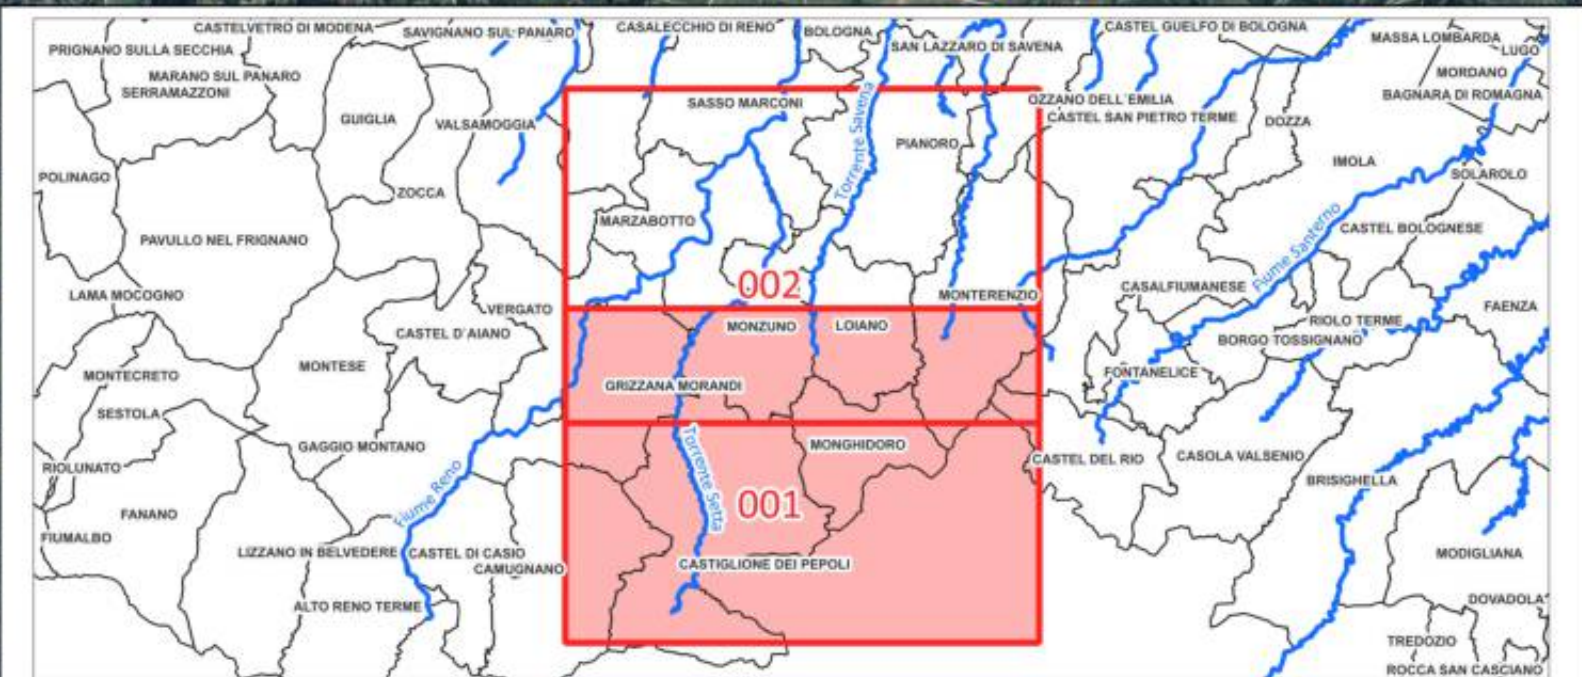 CASTELVETRO DI MODENA
SAVIGNANO SUL PANARO
CASALECCHIO DI RENO
BOLOGNA
CASTEL GUELFO DI BOLOGNA
MASSA LOMBARDA
LUGO
PRIGNANO SULLA SECCHIA
SAN LAZZARO DI SAVENA
MARANO SUL PANARO
SERRAMAZZONI
MORDANO
BAGNARA DI ROMAGNA
SASSO MARCONI
OZZANO DELL'EMILIA
CASTEL SAN PIETRO TERME
GUIGLIA
VALSAMOGGIA
DOZZA
Torrente Savena
PIANORO
IMOLA
POLINAGO
ZOCCA
SOLAROLO
MARZABOTTO
PAVULLO NEL FRIGNANO
CASTEL BOLOGNESE
Fiume Santerno
002
LAMA MOCOGNO
MONTERENZIO
CASALFIUMANESE
VERGATO
FAENZA
CASTEL D'AIANO
MONZUNO
LOIANO
RIOLO TERME
BORGO TOSSIGNANO
MONTESE
MONTECRETO
FONTANELICE
GRIZZANA MORANDI
SESTOLA
GAGGIO MONTANO
MONGHIDORO
CASTEL DEL RIO
CASOLA VALSENIO
RIOLUNATO
Torrente Setta
BRISIGHELLA
Fiume Reno
001
FANANO
FIUMALBO
LIZZANO IN BELVEDERE
CASTEL DI CASIO
CAMUGNANO
CASTIGLIONE DEI PEPOLI
MODIGLIANA
ALTO RENO TERME
DOVADOLA
TREDOZIO
ROCCA SAN CASCIANO